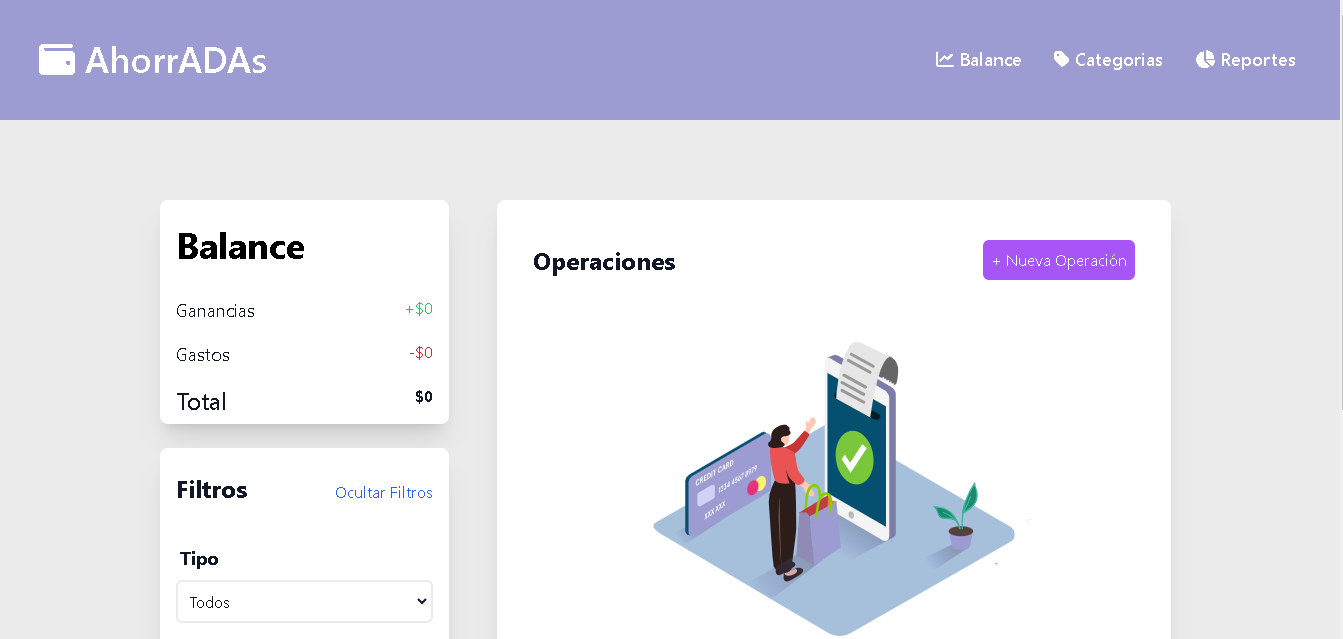 AhorrADAs
Balance
Categorias
Reportes
Balance
Ganancias +$0
Gastos -$0
Total $0
Filtros Ocultar Filtros
Tipo
Todos
Operaciones + Nueva Operación
CREDIT CARD
1234 4567 8979
XXX XXX